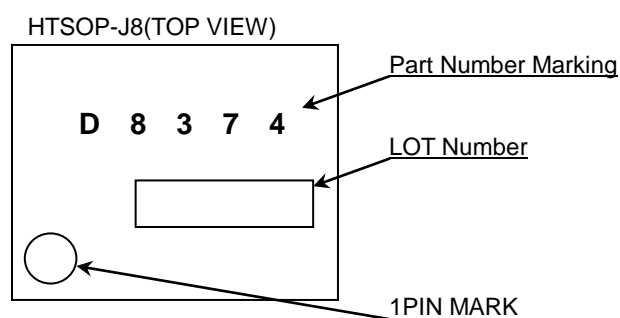 HTSOP-J8(TOP VIEW)
Part Number Marking
D 8 3 7 4
LOT Number
1PIN MARK